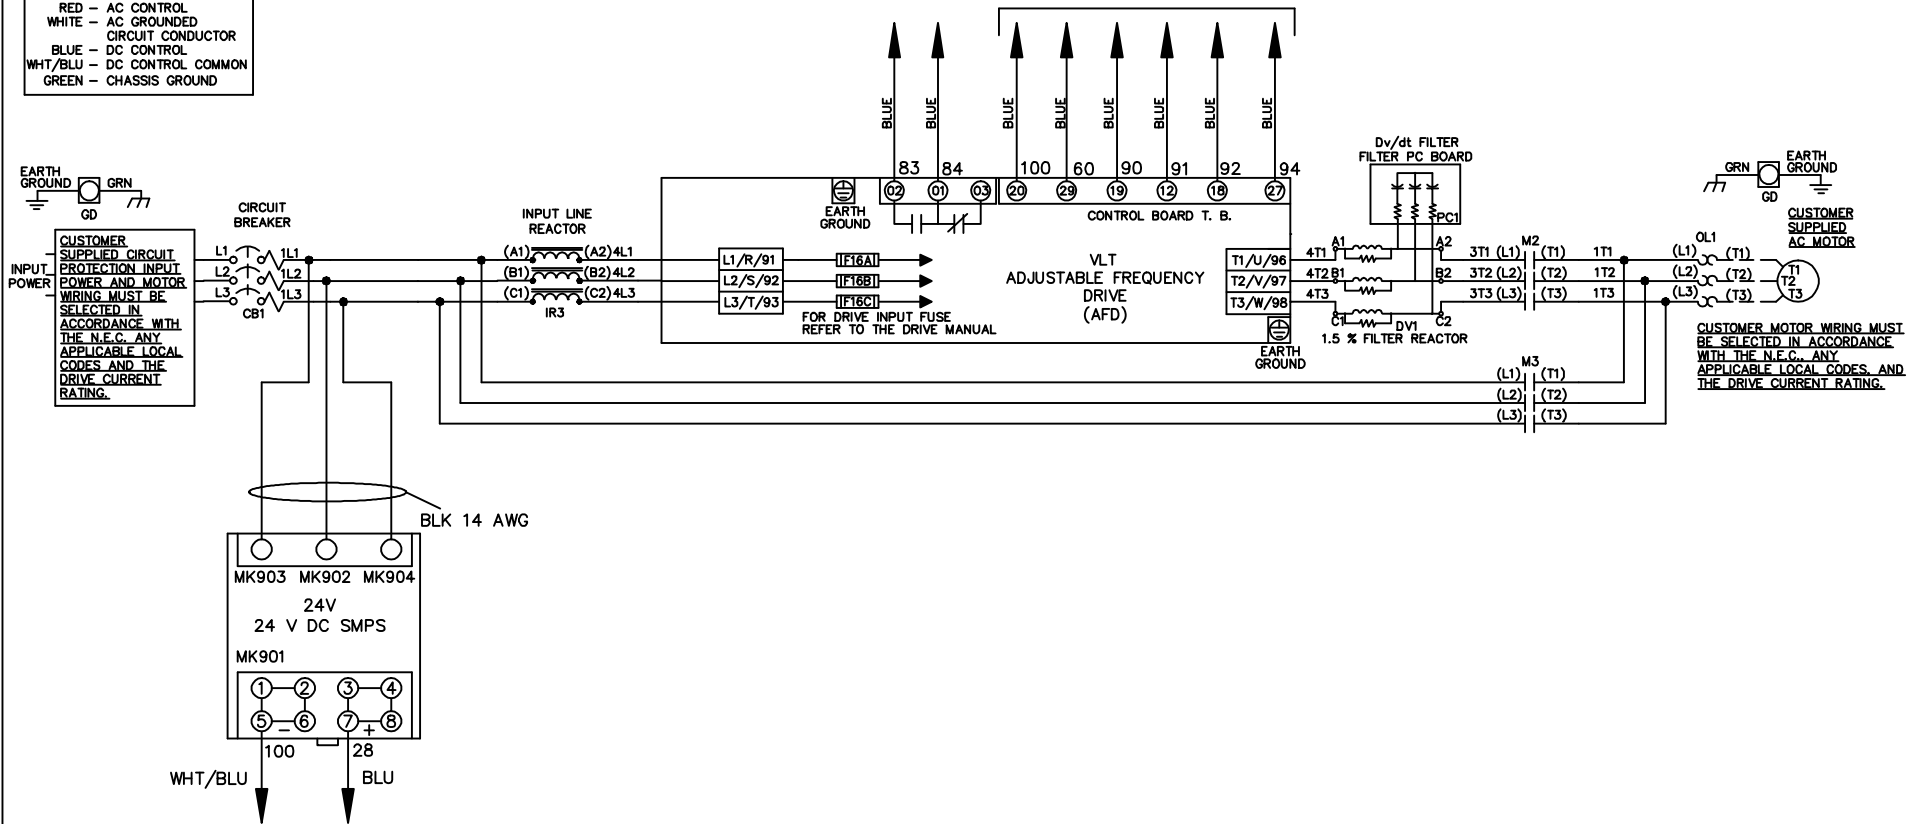 RED – AC CONTROL
WHITE – AC GROUNDED
CIRCUIT CONDUCTOR
BLUE – DC CONTROL
WHT/BLU – DC CONTROL COMMON
GREEN – CHASSIS GROUND
BLUE
BLUE
BLUE
BLUE
BLUE
BLUE
BLUE
BLUE
83
84
100
60
90
91
92
94
02
01
03
20
29
19
12
18
27
EARTH
GROUND
CONTROL BOARD T. B.
EARTH
GROUND
GRN
GD
CIRCUIT
BREAKER
INPUT
POWER
CUSTOMER
SUPPLIED CIRCUIT
PROTECTION INPUT
POWER AND MOTOR
WIRING MUST BE
SELECTED IN
ACCORDANCE WITH
THE N.E.C. ANY
APPLICABLE LOCAL
CODES AND THE
DRIVE CURRENT
RATING.
L1
1L1
L2
1L2
L3
1L3
CB1
INPUT LINE
REACTOR
(A1)
(A2)4L1
(B1)
(B2)4L2
(C1)
(C2)4L3
IR3
L1/R/91
L2/S/92
L3/T/93
F16A
F16B
F16C
FOR DRIVE INPUT FUSE
REFER TO THE DRIVE MANUAL
VLT
ADJUSTABLE FREQUENCY
DRIVE
(AFD)
T1/U/96
T2/V/97
T3/W/98
EARTH
GROUND
Dv/dt FILTER
FILTER PC BOARD
PC1
4T1
A1
A2
4T2
B1
B2
4T3
C1
C2
DV1
1.5 % FILTER REACTOR
M2
3T1 (L1) (T1) 1T1
3T2 (L2) (T2) 1T2
3T3 (L3) (T3) 1T3
M3
(L1) (T1)
(L2) (T2)
(L3) (T3)
GRN
EARTH
GROUND
GD
CUSTOMER
SUPPLIED
AC MOTOR
OL1
(L1) (T1)
(L2) (T2)
(L3) (T3)
T1
T2
T3
CUSTOMER MOTOR WIRING MUST
BE SELECTED IN ACCORDANCE
WITH THE N.E.C., ANY
APPLICABLE LOCAL CODES, AND
THE DRIVE CURRENT RATING.
BLK 14 AWG
MK903 MK902 MK904
24V
24 V DC SMPS
MK901
1 2 3 4
5 6 7 8
– +
100
28
WHT/BLU
BLU